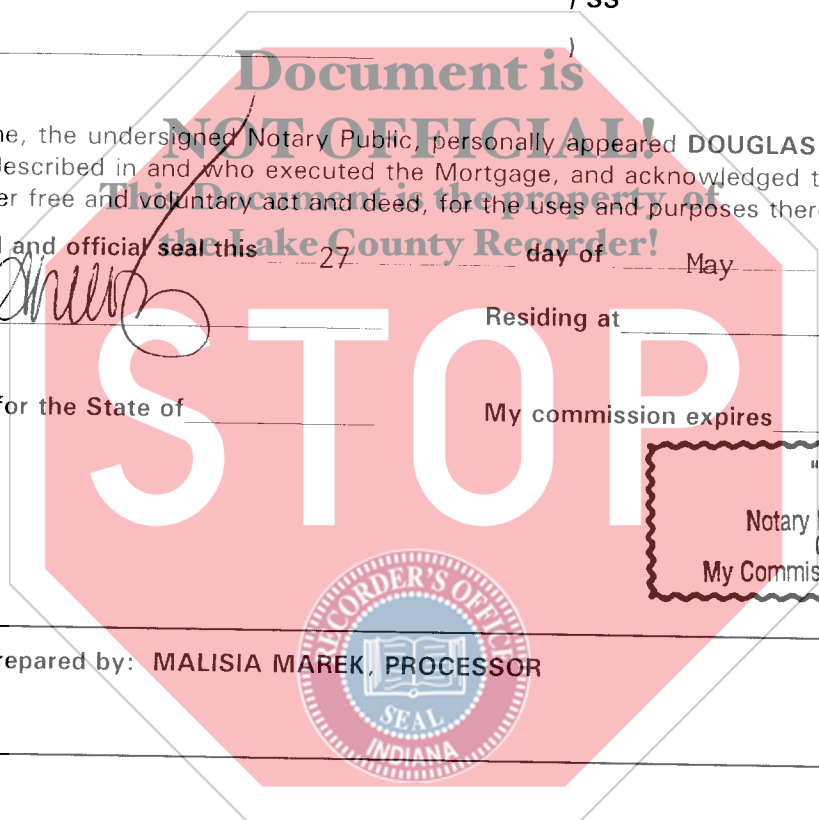 ) SS
)
Document is
NOT OFFICIAL!
ne, the undersigned Notary Public, personally appeared DOUGLAS
described in and who executed the Mortgage, and acknowledged t
This Document is the property of
er free and voluntary act and deed, for the uses and purposes there
the Lake County Recorder!
and official seal this 27 day of May
Residing at
STOP
for the State of
My commission expires
Notary
My Commis
RECORDER'S OFFICE
SEAL
INDIANA
repared by: MALISIA MAREK, PROCESSOR